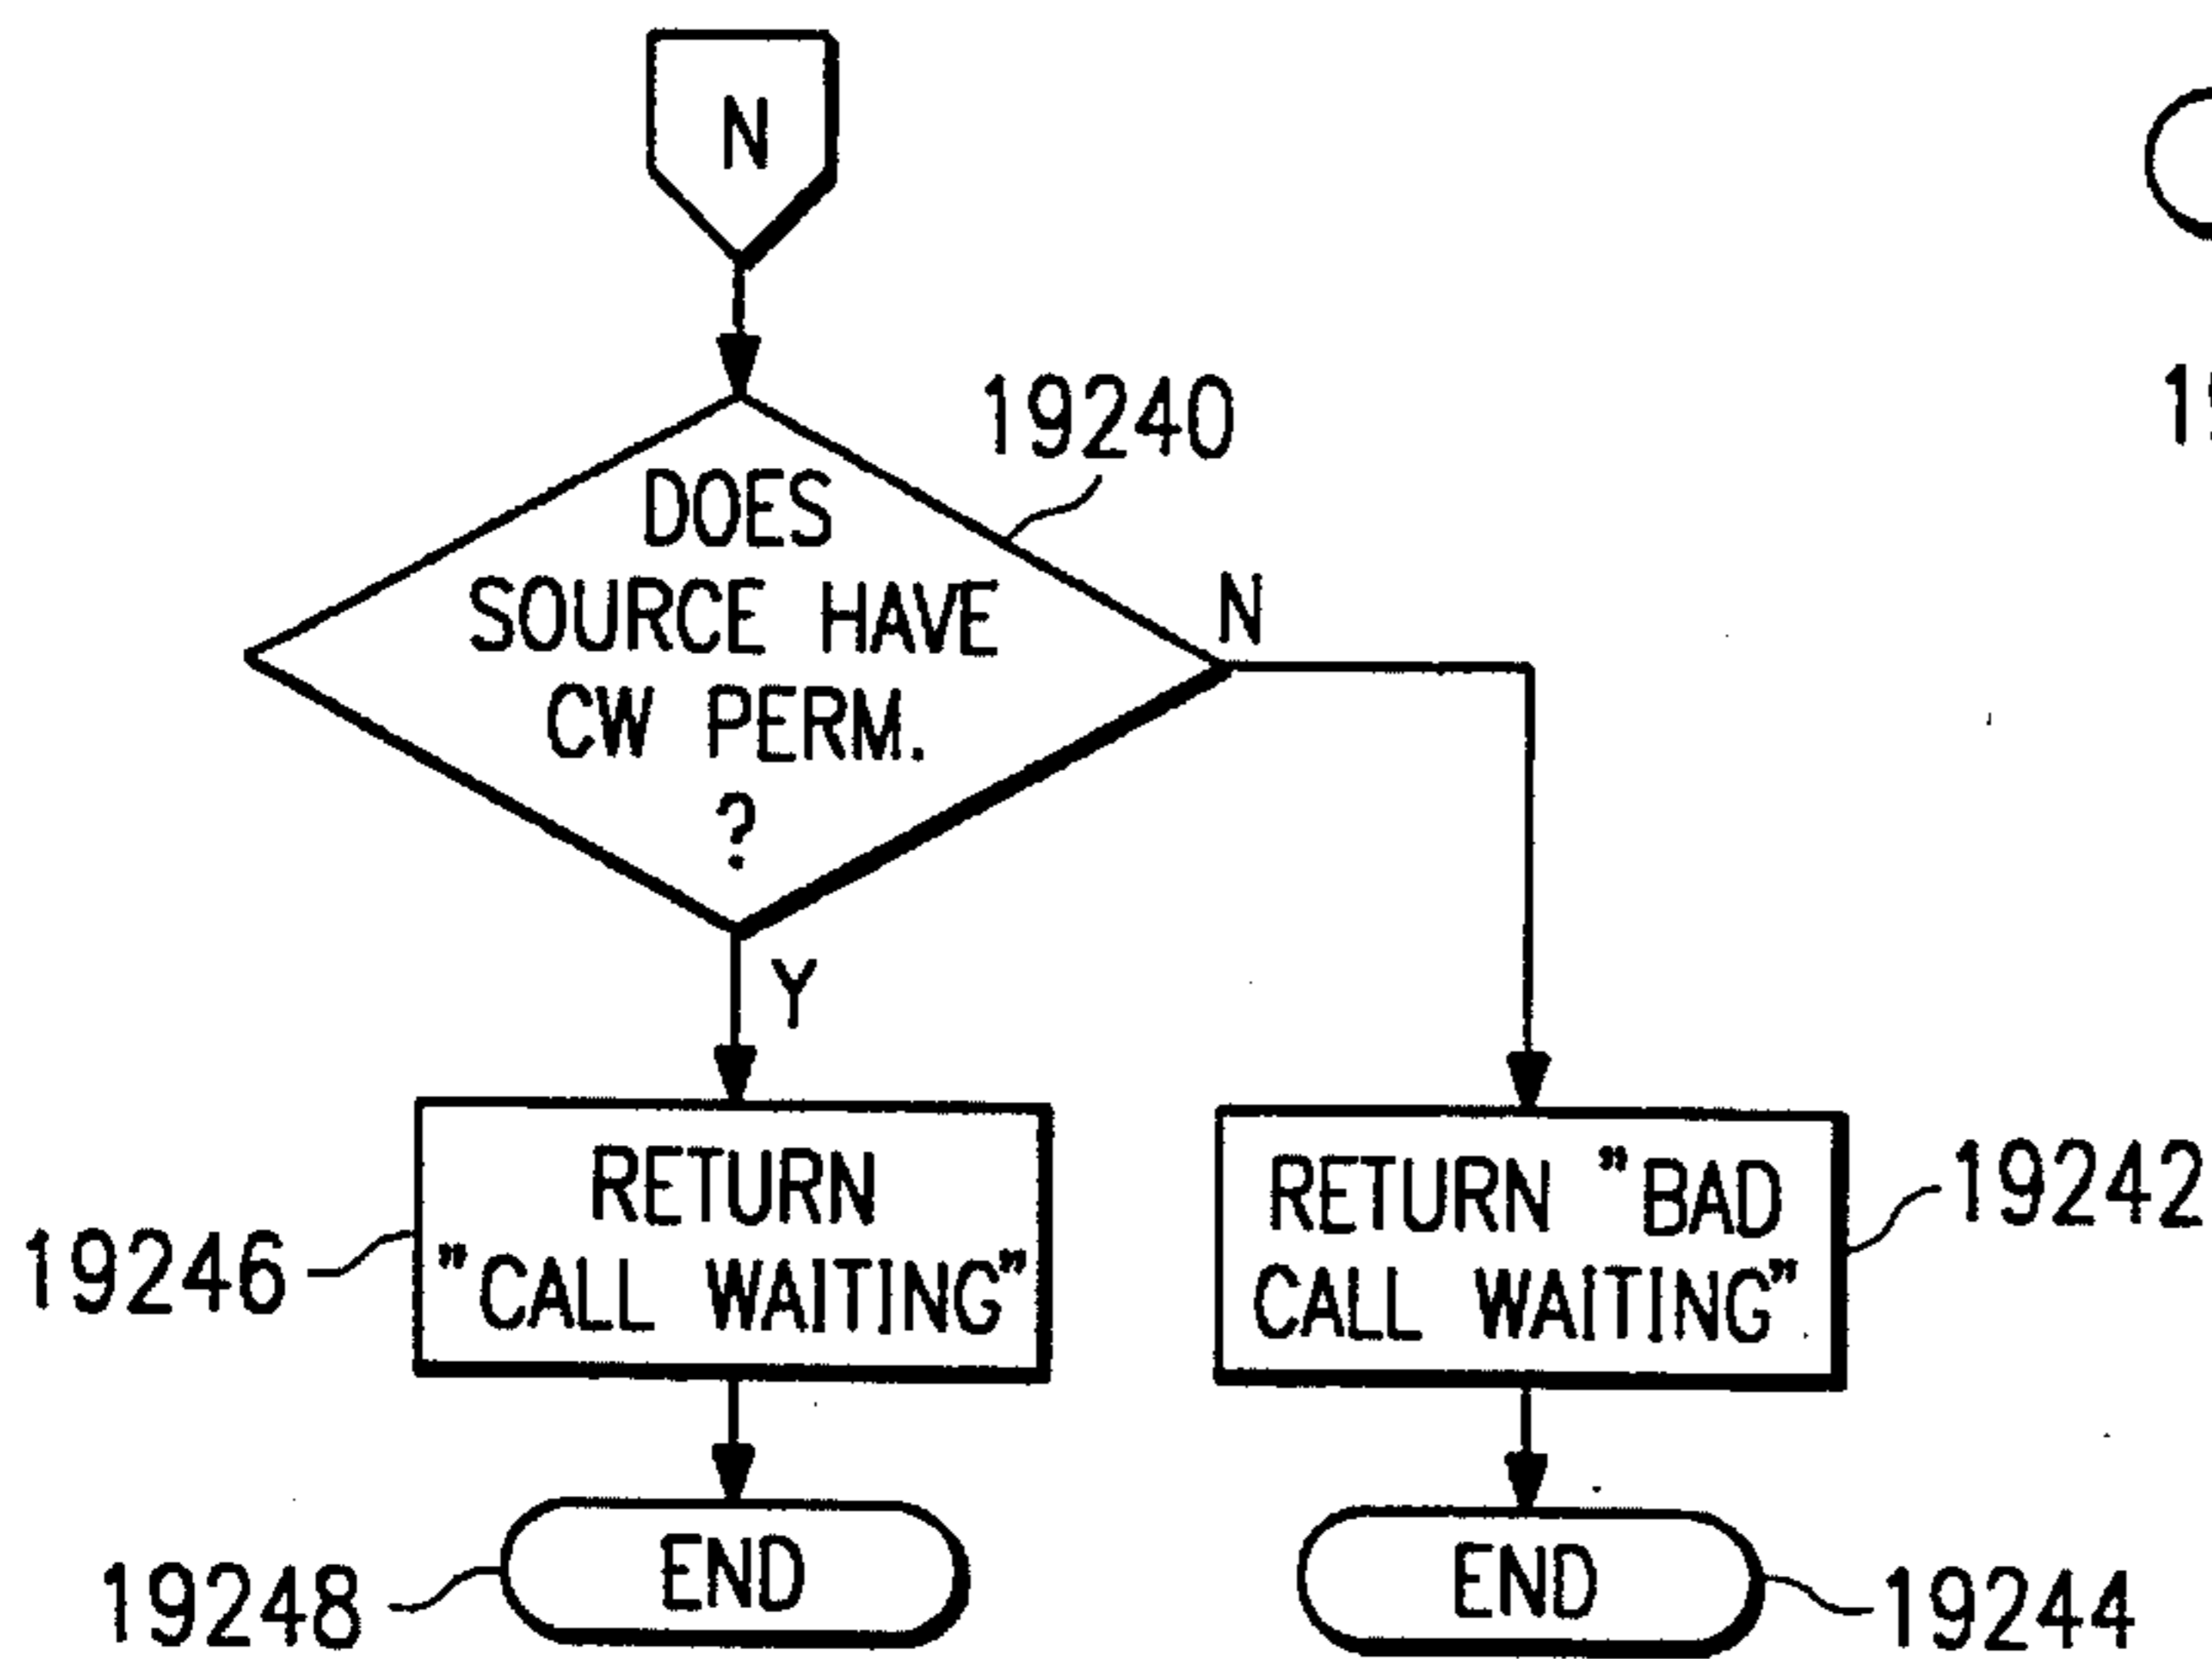 N
19240
DOES
SOURCE HAVE
CW PERM.
?
N
Y
RETURN
"CALL WAITING"
19246
RETURN "BAD
CALL WAITING"
19242
END
19248
END
19244